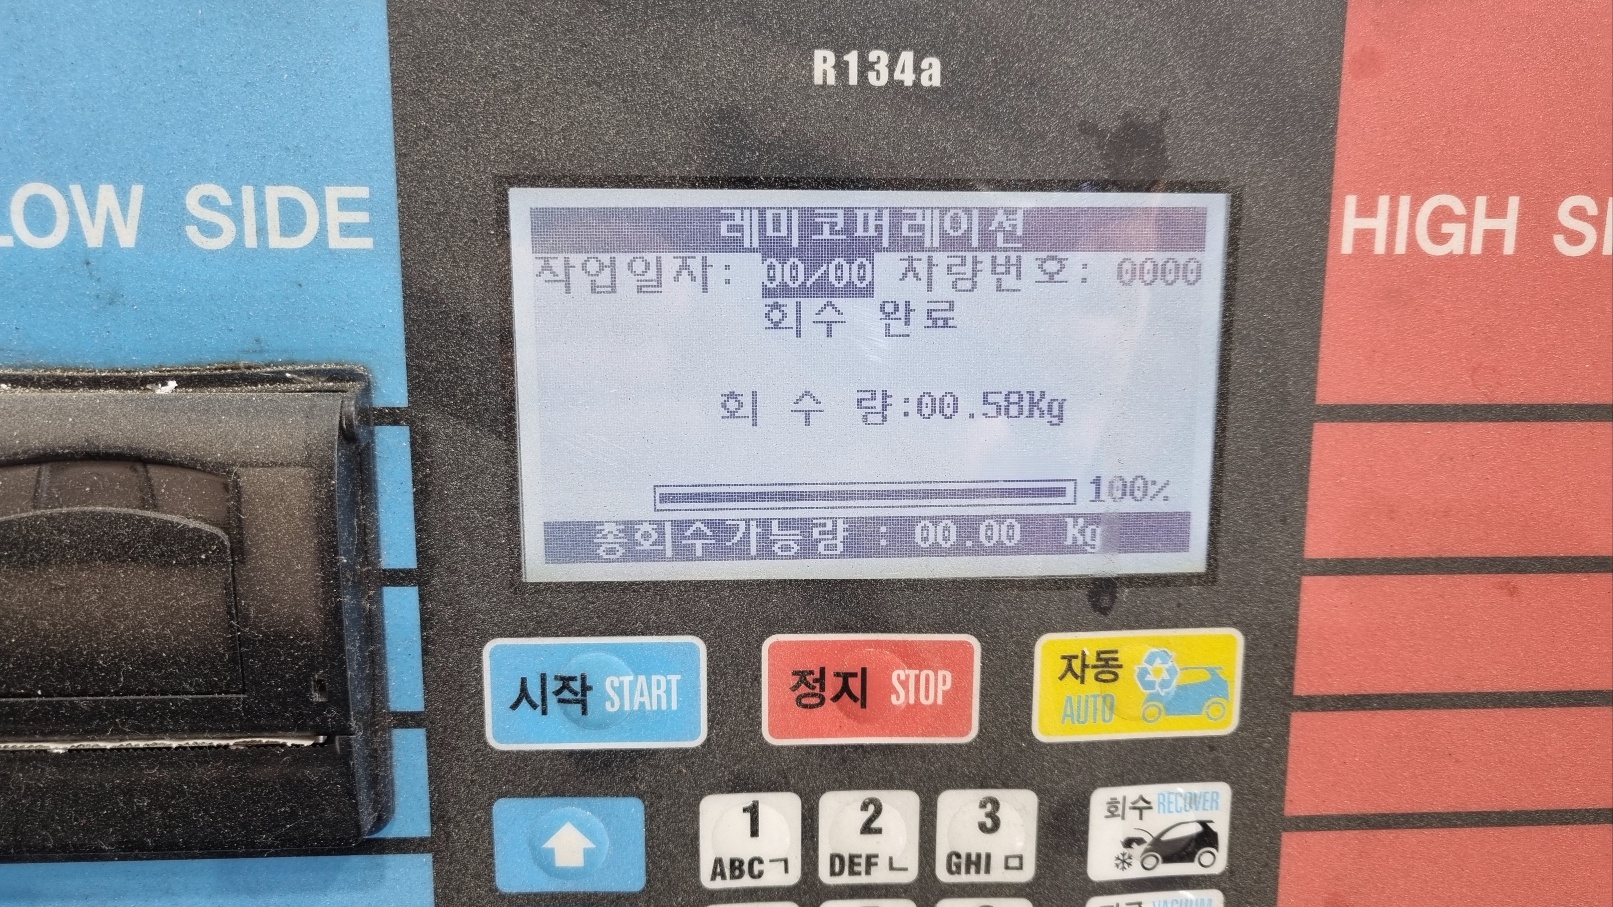 R134a
LOW SIDE
HIGH SI
레미코퍼레이션
작업일자: 00/00 차량번호: 0000
회수 완료
회 수 량:00.58Kg
100%
총회수가능량 : 00.00 Kg
시작 START
정지 STOP
자동 AUTO
1 ABC ㄱ
2 DEF ㄴ
3 GHI ㅁ
회수 RECOVER